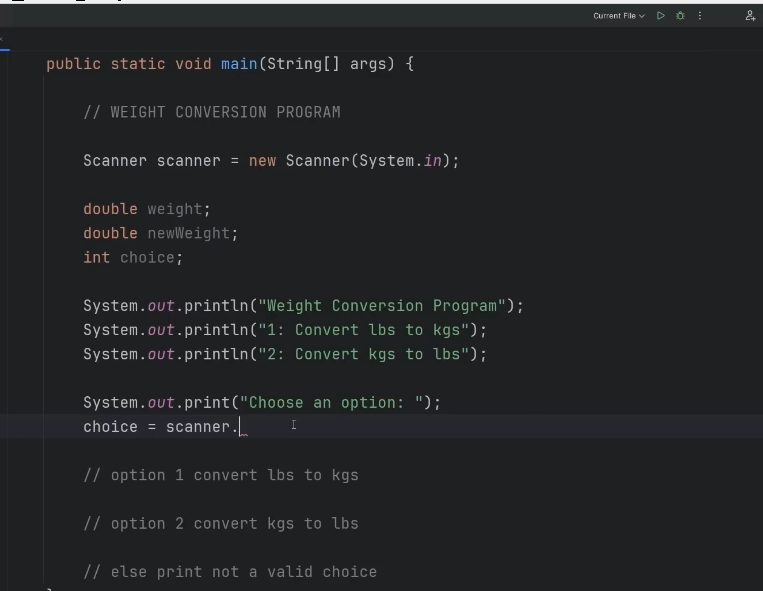 Current File
public static void main(String[] args) {
// WEIGHT CONVERSION PROGRAM
Scanner scanner = new Scanner(System.in);
double weight;
double newWeight;
int choice;
System.out.println("Weight Conversion Program");
System.out.println("1: Convert lbs to kgs");
System.out.println("2: Convert kgs to lbs");
System.out.print("Choose an option: ");
choice = scanner.
// option 1 convert lbs to kgs
// option 2 convert kgs to lbs
// else print not a valid choice